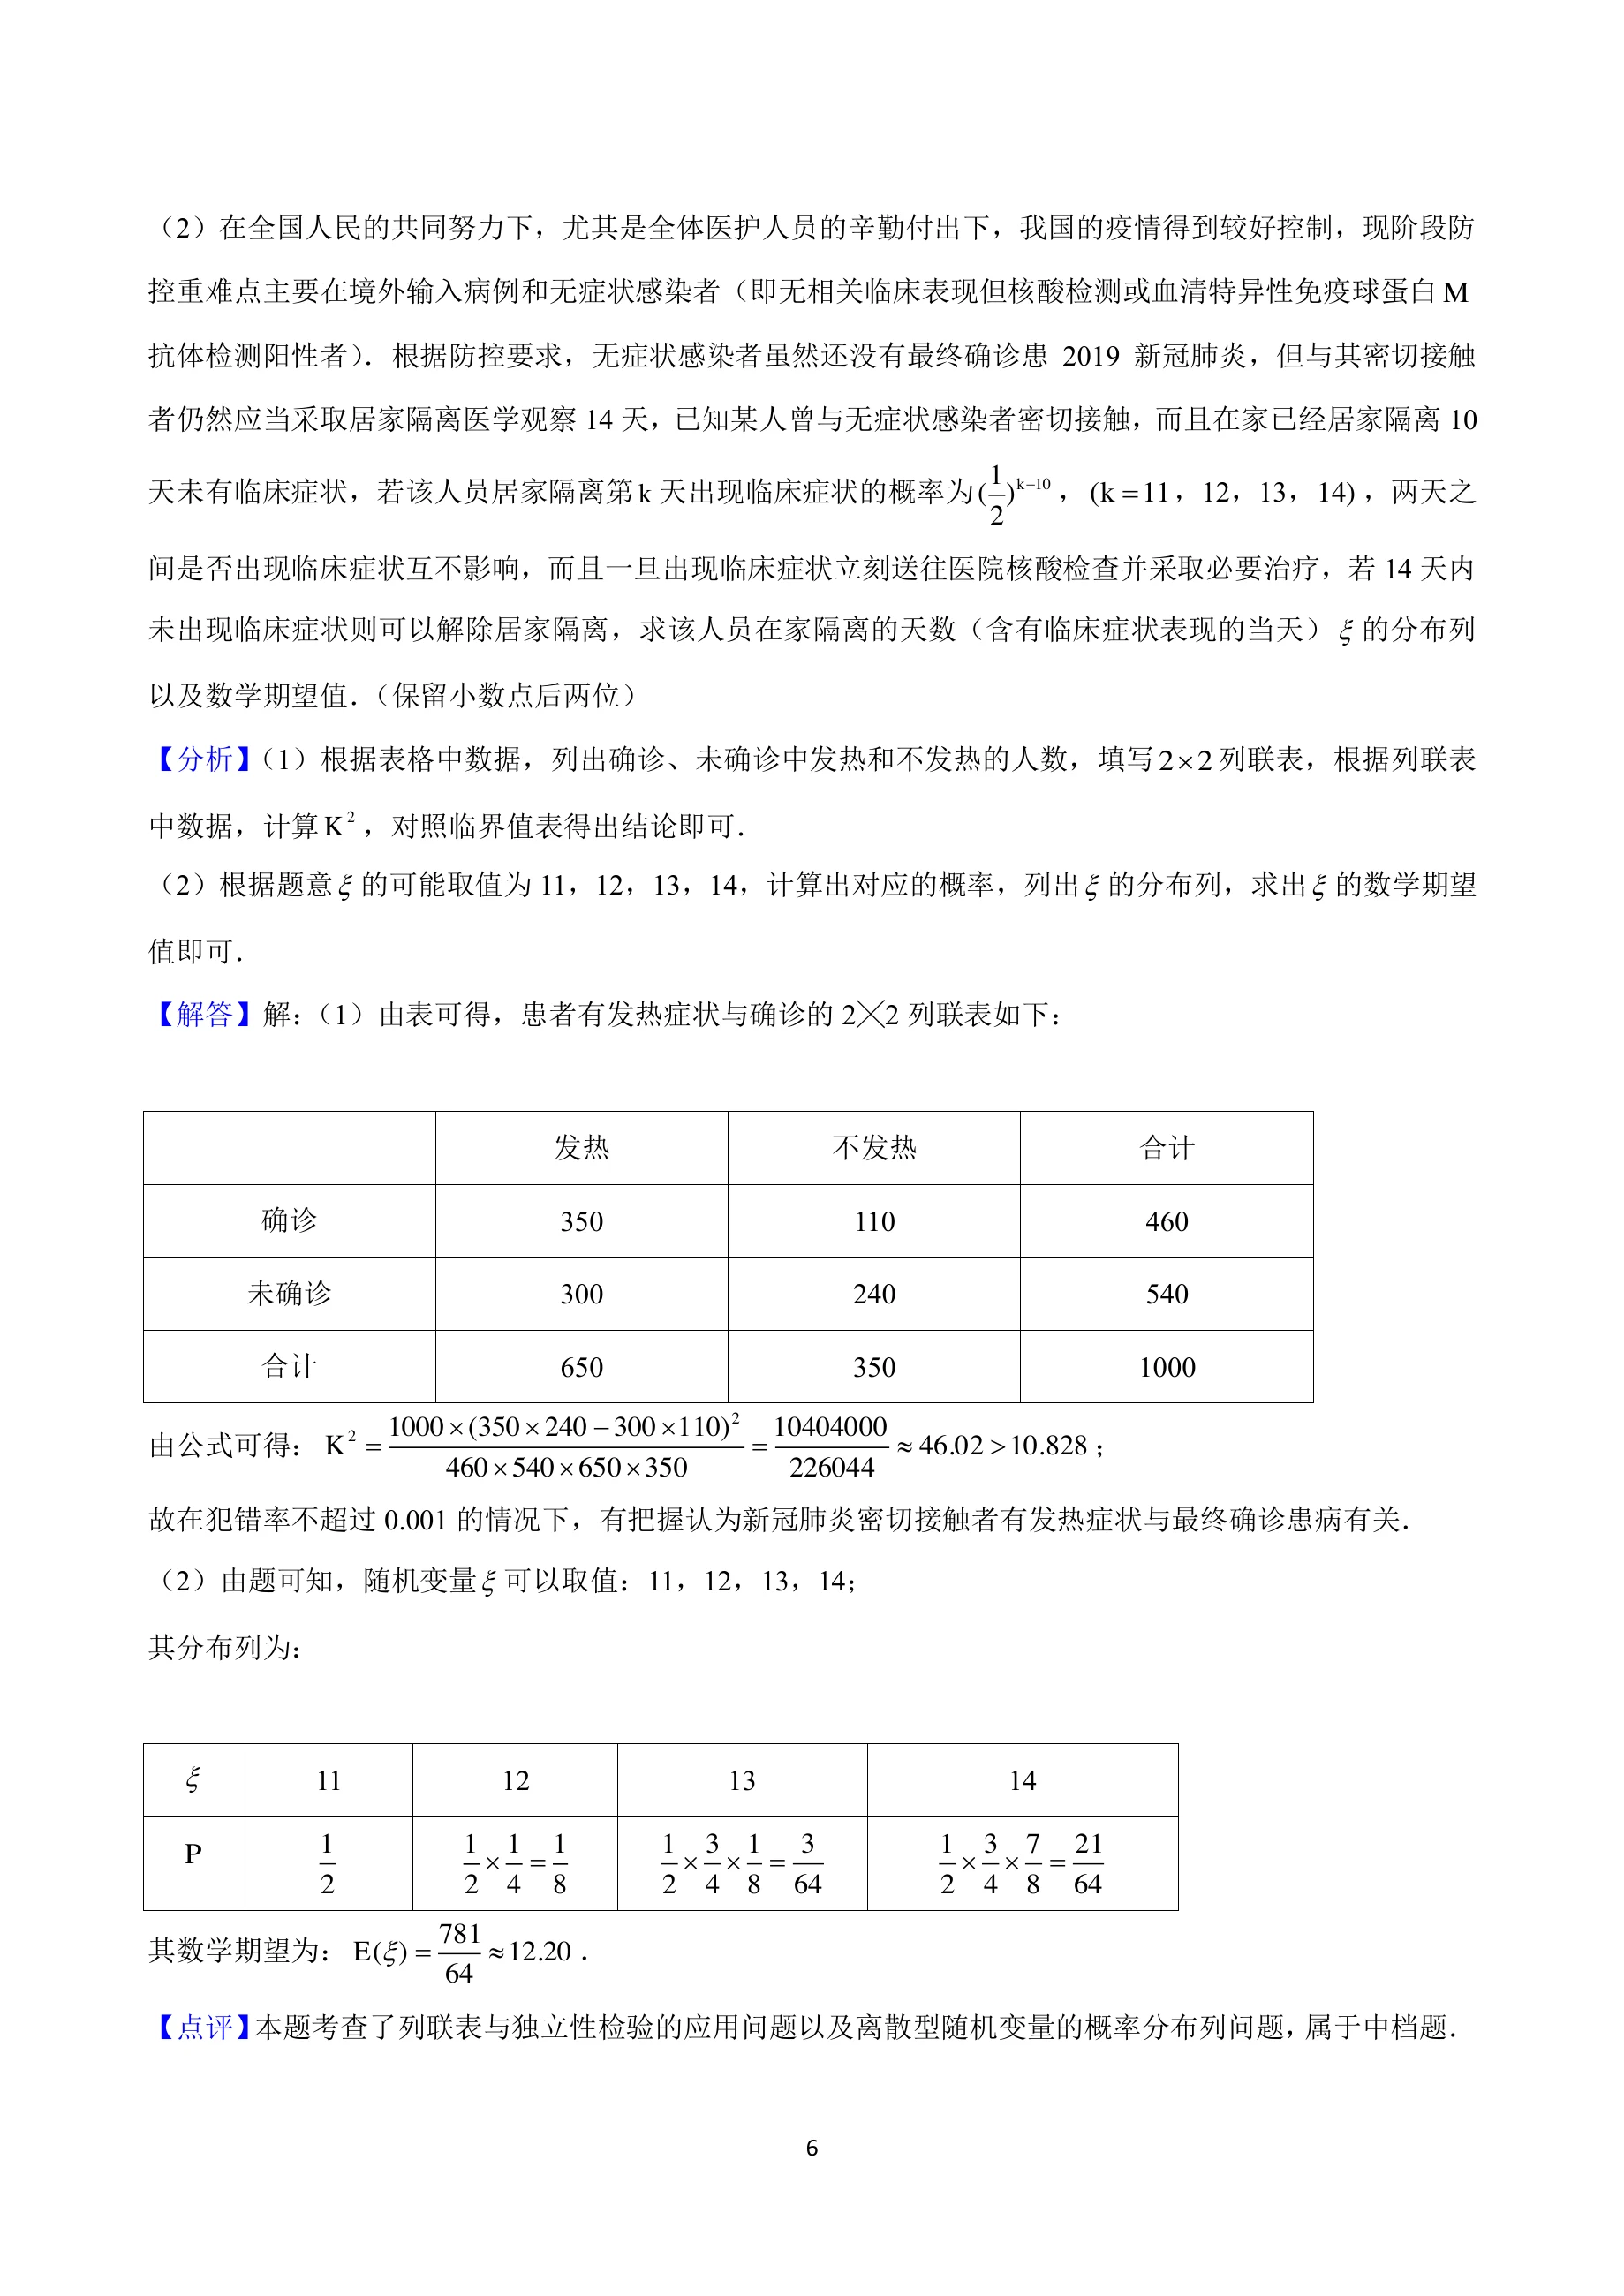 （2）在全国人民的共同努力下，尤其是全体医护人员的辛勤付出下，我国的疫情得到较好控制，现阶段防
控重难点主要在境外输入病例和无症状感染者（即无相关临床表现但核酸检测或血清特异性免疫球蛋白 M
抗体检测阳性者）．根据防控要求，无症状感染者虽然还没有最终确诊患 2019 新冠肺炎，但与其密切接触
者仍然应当采取居家隔离医学观察 14 天，已知某人曾与无症状感染者密切接触，而且在家已经居家隔离 10
天未有临床症状，若该人员居家隔离第 k 天出现临床症状的概率为 (1/2)^{k−10}，(k = 11，12，13，14)，两天之
间是否出现临床症状互不影响，而且一旦出现临床症状立刻送往医院核酸检查并采取必要治疗，若 14 天内
未出现临床症状则可以解除居家隔离，求该人员在家隔离的天数（含有临床症状表现的当天）ξ 的分布列
以及数学期望值．（保留小数点后两位）
【分析】（1）根据表格中数据，列出确诊、未确诊中发热和不发热的人数，填写 2×2 列联表，根据列联表
中数据，计算 K²，对照临界值表得出结论即可．
（2）根据题意 ξ 的可能取值为 11，12，13，14，计算出对应的概率，列出 ξ 的分布列，求出 ξ 的数学期望
值即可．
【解答】解：（1）由表可得，患者有发热症状与确诊的 2╳2 列联表如下：
发热 不发热 合计
确诊 350 110 460
未确诊 300 240 540
合计 650 350 1000
由公式可得：K² = 1000×(350×240−300×110)²/460×540×650×350 = 10404000/226044 ≈ 46.02 > 10.828；
故在犯错率不超过 0.001 的情况下，有把握认为新冠肺炎密切接触者有发热症状与最终确诊患病有关．
（2）由题可知，随机变量 ξ 可以取值：11，12，13，14；
其分布列为：
ξ 11 12 13 14
P 1/2 1/2×1/4=1/8 1/2×3/4×1/8=3/64 1/2×3/4×7/8=21/64
其数学期望为：E(ξ) = 781/64 ≈ 12.20．
【点评】本题考查了列联表与独立性检验的应用问题以及离散型随机变量的概率分布列问题，属于中档题．
6